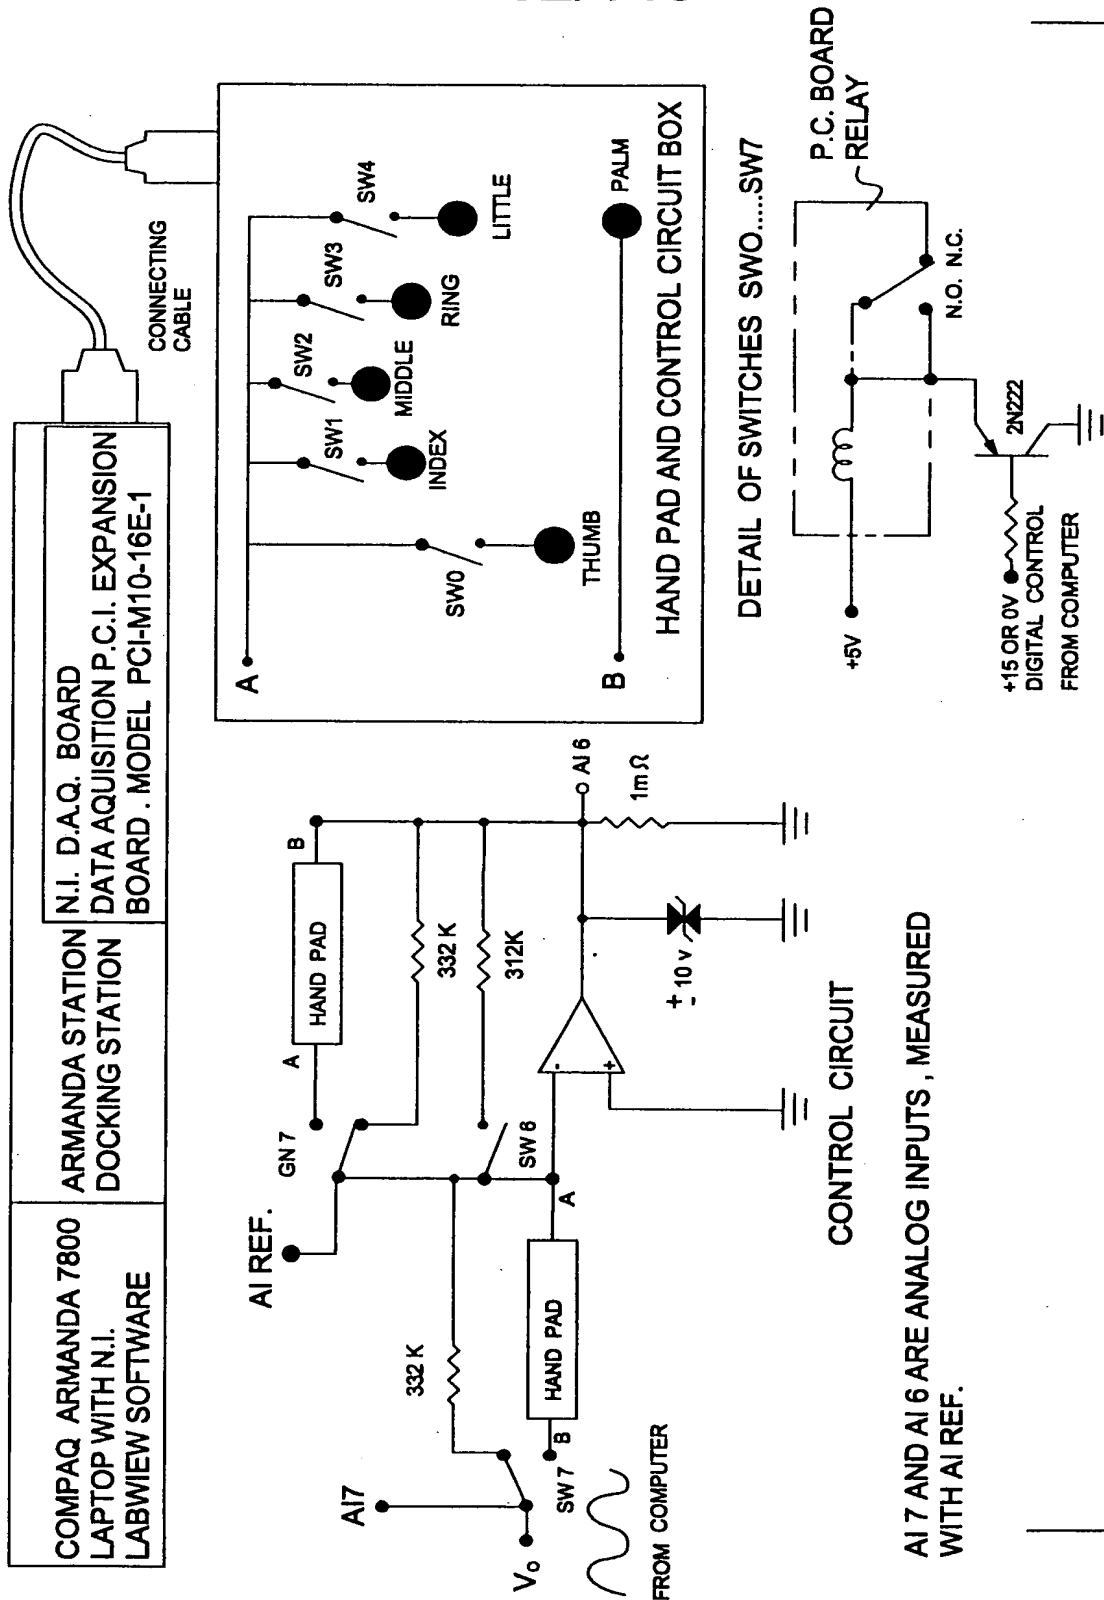 COMPAQ ARMANDA 7800
LAPTOP WITH N.I.
LABVIEW SOFTWARE
ARMANDA STATION
DOCKING STATION
N.I. D.A.Q. BOARD
DATA AQUISITION P.C.I. EXPANSION
BOARD . MODEL PCI-M10-16E-1
CONNECTING
CABLE
A
SW0
SW1
SW2
SW3
SW4
THUMB
INDEX
MIDDLE
RING
LITTLE
B
PALM
HAND PAD AND CONTROL CIRCUIT BOX
AI REF.
GN 7
A
HAND PAD
B
332 K
312K
SW 6
332 K
AI7
Vo
SW 7
B
HAND PAD
A
FROM COMPUTER
-
+
± 10 v
AI 6
1m Ω
CONTROL CIRCUIT
AI 7 AND AI 6 ARE ANALOG INPUTS , MEASURED
WITH AI REF.
DETAIL OF SWITCHES SWO.....SW7
P.C. BOARD
RELAY
+5V
N.O. N.C.
2N222
+15 OR 0V
DIGITAL CONTROL
FROM COMPUTER